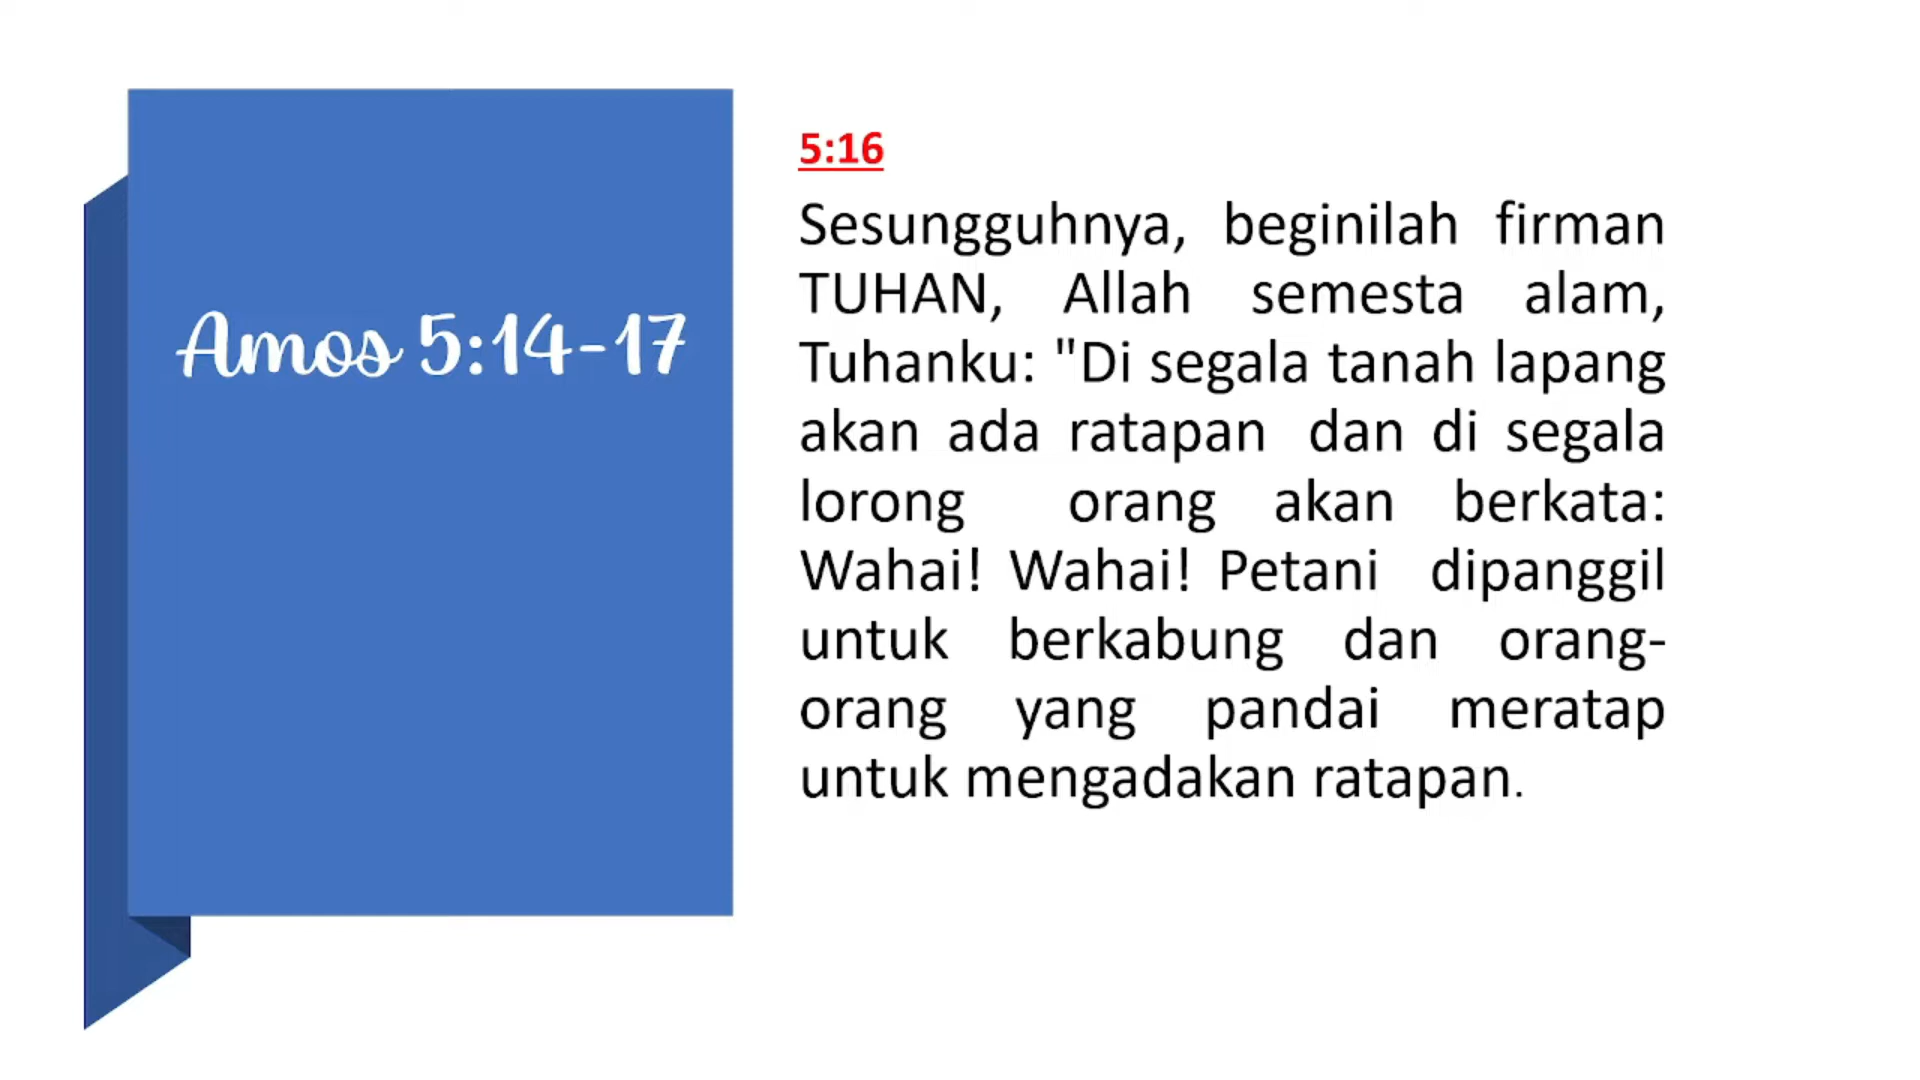 Amos 5:14-17
5:16
Sesungguhnya, beginilah firman
TUHAN, Allah semesta alam,
Tuhanku: "Di segala tanah lapang
akan ada ratapan dan di segala
lorong orang akan berkata:
Wahai! Wahai! Petani dipanggil
untuk berkabung dan orang-
orang yang pandai meratap
untuk mengadakan ratapan.